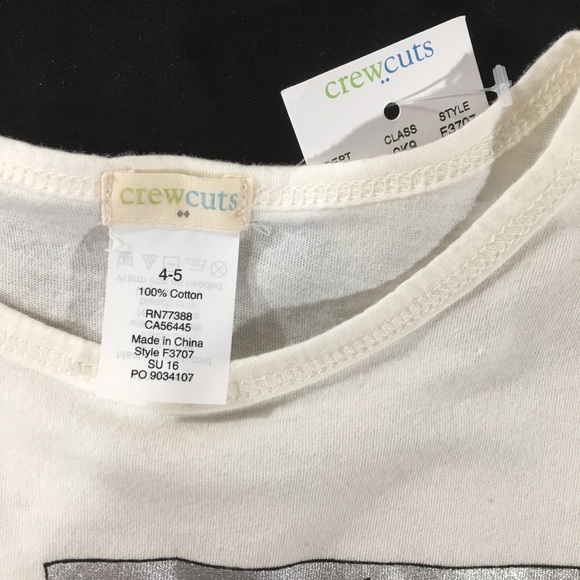 crewcuts
STYLE
CLASS
F3707
crewcuts
4-5
100% Cotton
RN77388
CA56445
Made in China
Style F3707
SU 16
PO 9034107